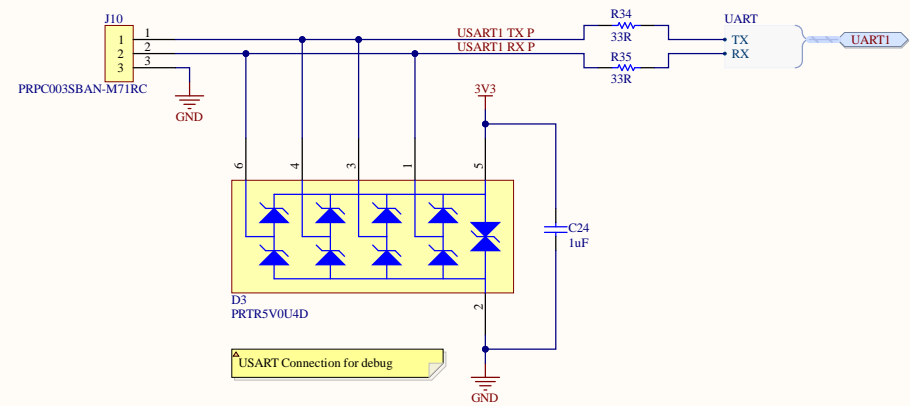 J10
R34
UART
1
1
USART1 TX P
33R
TX
2
2
USART1 RX P
R35
RX
UART1
3
3
33R
PRPC003SBAN-M71RC
GND
3V3
6
4
3
1
5
C24
1uF
D3
PRTR5V0U4D
2
USART Connection for debug
GND